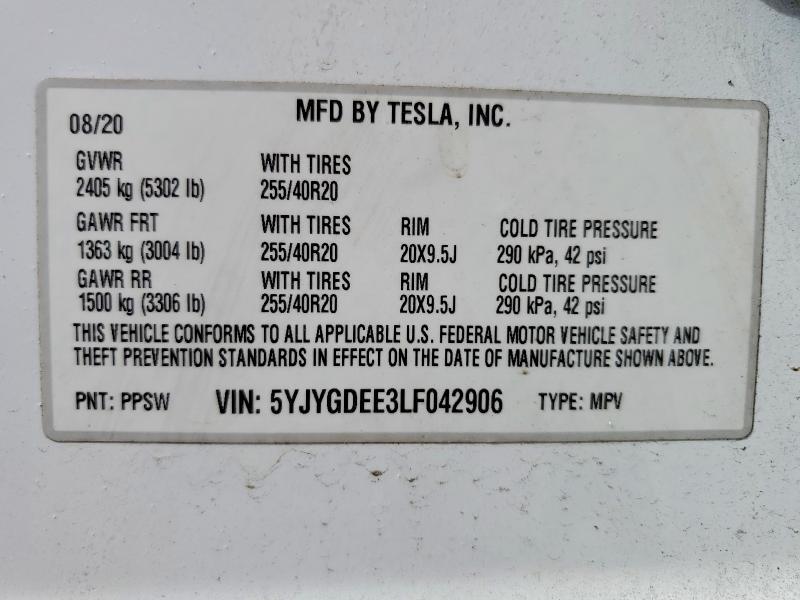 08/20 MFD BY TESLA, INC.
GVWR WITH TIRES
2405 kg (5302 lb) 255/40R20
GAWR FRT WITH TIRES RIM COLD TIRE PRESSURE
1363 kg (3004 lb) 255/40R20 20X9.5J 290 kPa, 42 psi
GAWR RR WITH TIRES RIM COLD TIRE PRESSURE
1500 kg (3306 lb) 255/40R20 20X9.5J 290 kPa, 42 psi
THIS VEHICLE CONFORMS TO ALL APPLICABLE U.S. FEDERAL MOTOR VEHICLE SAFETY AND
THEFT PREVENTION STANDARDS IN EFFECT ON THE DATE OF MANUFACTURE SHOWN ABOVE.
PNT: PPSW VIN: 5YJYGDEE3LF042906 TYPE: MPV